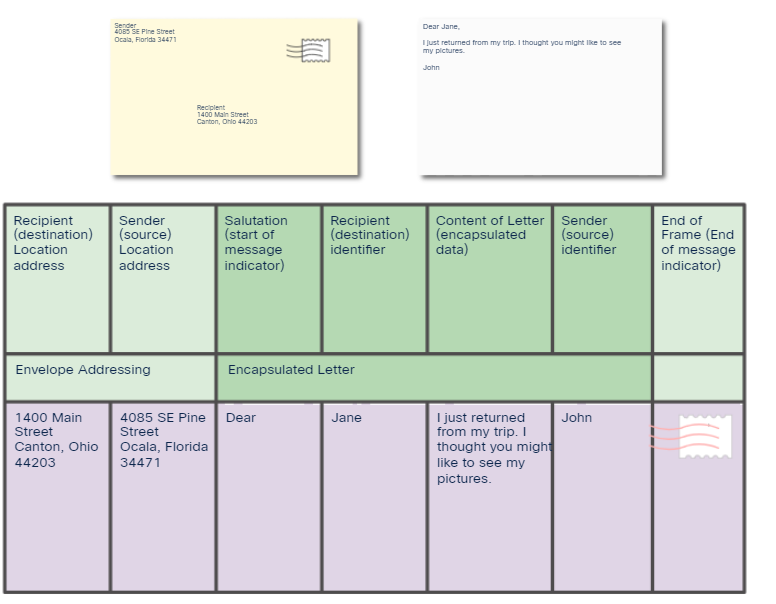 Sender
4085 SE Pine Street
Ocala, Florida 34471
Recipient
1400 Main Street
Canton, Ohio 44203
Dear Jane,
I just returned from my trip. I thought you might like to see
my pictures.
John
Recipient
(destination)
Location
address
Sender
(source)
Location
address
Salutation
(start of
message
indicator)
Recipient
(destination)
identifier
Content of Letter
(encapsulated
data)
Sender
(source)
identifier
End of
Frame (End
of message
indicator)
Envelope Addressing
Encapsulated Letter
1400 Main
Street
Canton, Ohio
44203
4085 SE Pine
Street
Ocala, Florida
34471
Dear
Jane
I just returned
from my trip. I
thought you might
like to see my
pictures.
John